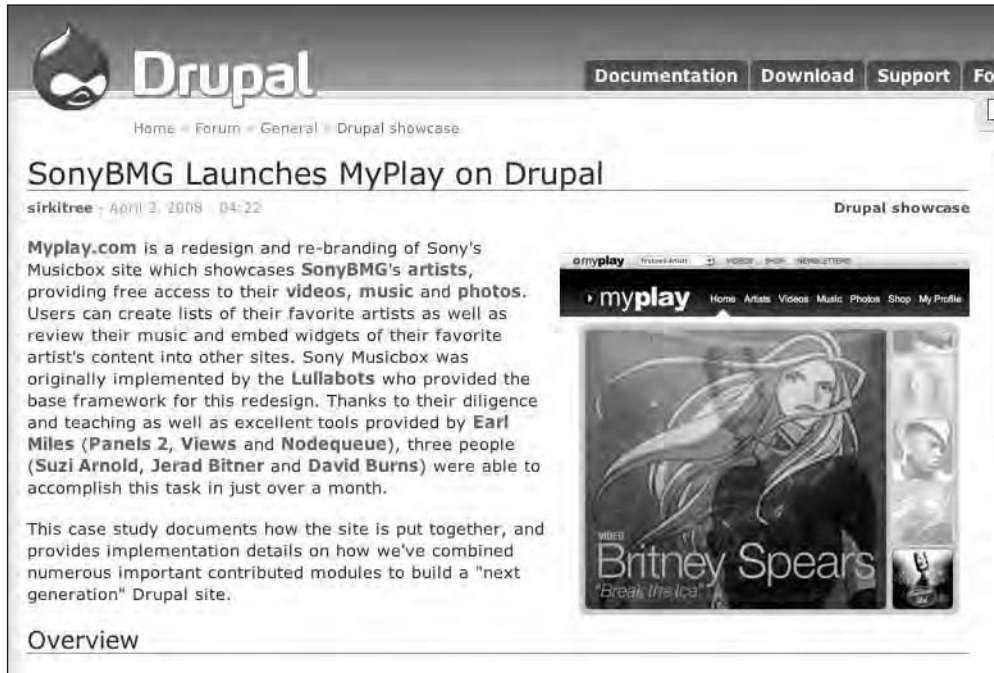 Drupal
Documentation Download Support Fo
Home » Forum » General » Drupal showcase
SonyBMG Launches MyPlay on Drupal
sirkitree - April 2, 2008 - 04:22
Drupal showcase
Myplay.com is a redesign and re-branding of Sony's
Musicbox site which showcases SonyBMG's artists,
providing free access to their videos, music and photos.
Users can create lists of their favorite artists as well as
review their music and embed widgets of their favorite
artist's content into other sites. Sony Musicbox was
originally implemented by the Lullabots who provided the
base framework for this redesign. Thanks to their diligence
and teaching as well as excellent tools provided by Earl
Miles (Panels 2, Views and Nodequeue), three people
(Suzi Arnold, Jerad Bitner and David Burns) were able to
accomplish this task in just over a month.
This case study documents how the site is put together, and
provides implementation details on how we've combined
numerous important contributed modules to build a "next
generation" Drupal site.
Overview
myplay Featured Artists VIDEOS SHOP NEWSLETTERS
myplay Home Artists Videos Music Photos Shop My Profile
VIDEO
Britney Spears
"Break the Ice"